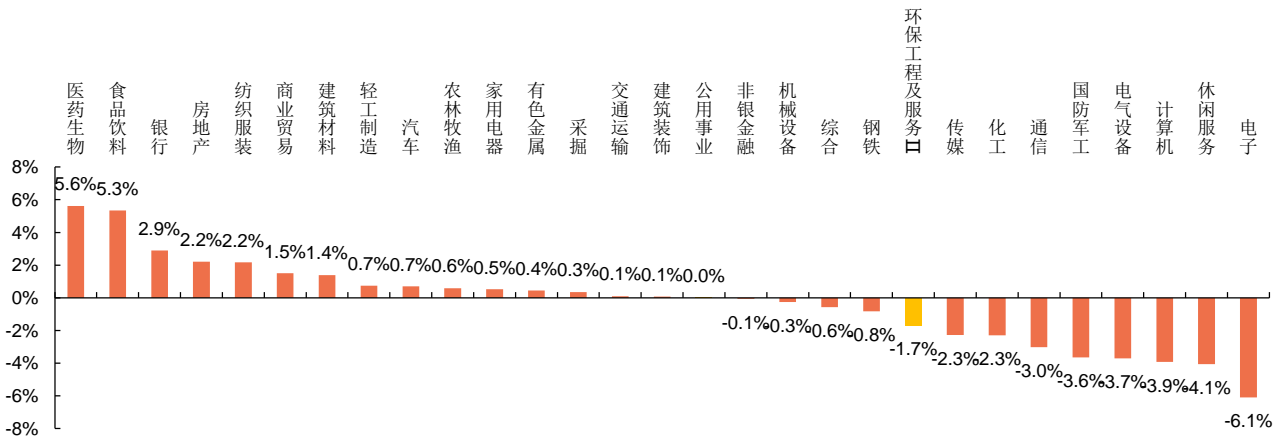 医药生物
食品饮料
银行
房地产
纺织服装
商业贸易
建筑材料
轻工制造
汽车
农林牧渔
家用电器
有色金属
采掘
交通运输
建筑装饰
公用事业
非银金融
机械设备
综合
钢铁
环保工程及服务Ⅱ
传媒
化工
通信
国防军工
电气设备
计算机
休闲服务
电子
8%
6%
4%
2%
0%
-2%
-4%
-6%
-8%
5.6%
5.3%
2.9%
2.2%
2.2%
1.5%
1.4%
0.7%
0.7%
0.6%
0.5%
0.4%
0.3%
0.1%
0.1%
0.0%
-0.1%
-0.3%
-0.6%
-0.8%
-1.7%
-2.3%
-2.3%
-3.0%
-3.6%
-3.7%
-3.9%
-4.1%
-6.1%